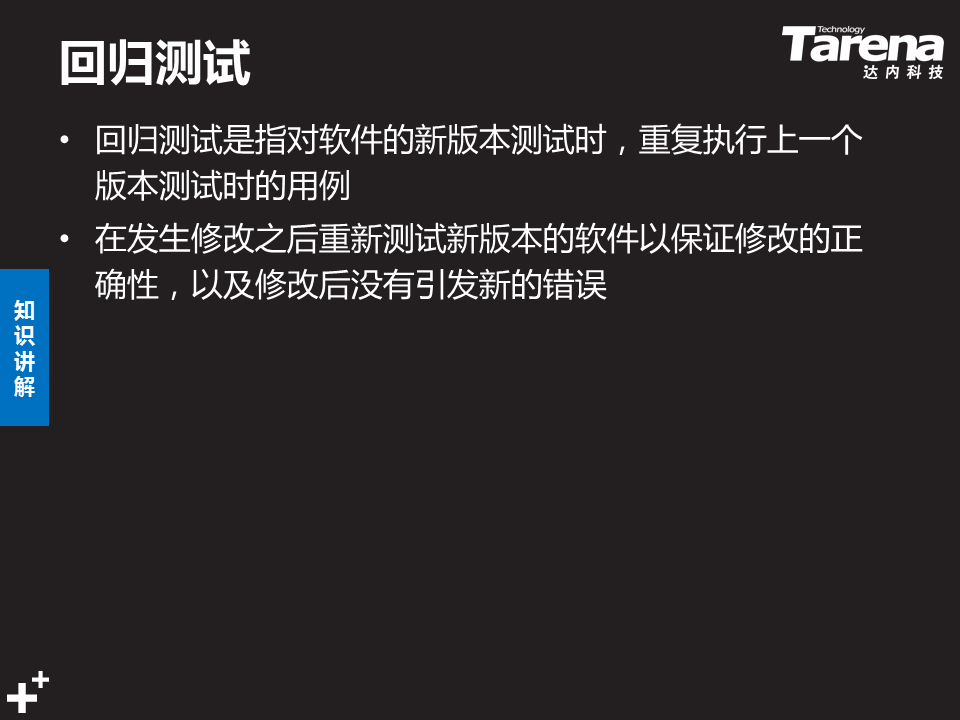 回归测试
Technology
Tarena
达内科技
• 回归测试是指对软件的新版本测试时，重复执行上一个
版本测试时的用例
• 在发生修改之后重新测试新版本的软件以保证修改的正
确性，以及修改后没有引发新的错误
知
识
讲
解